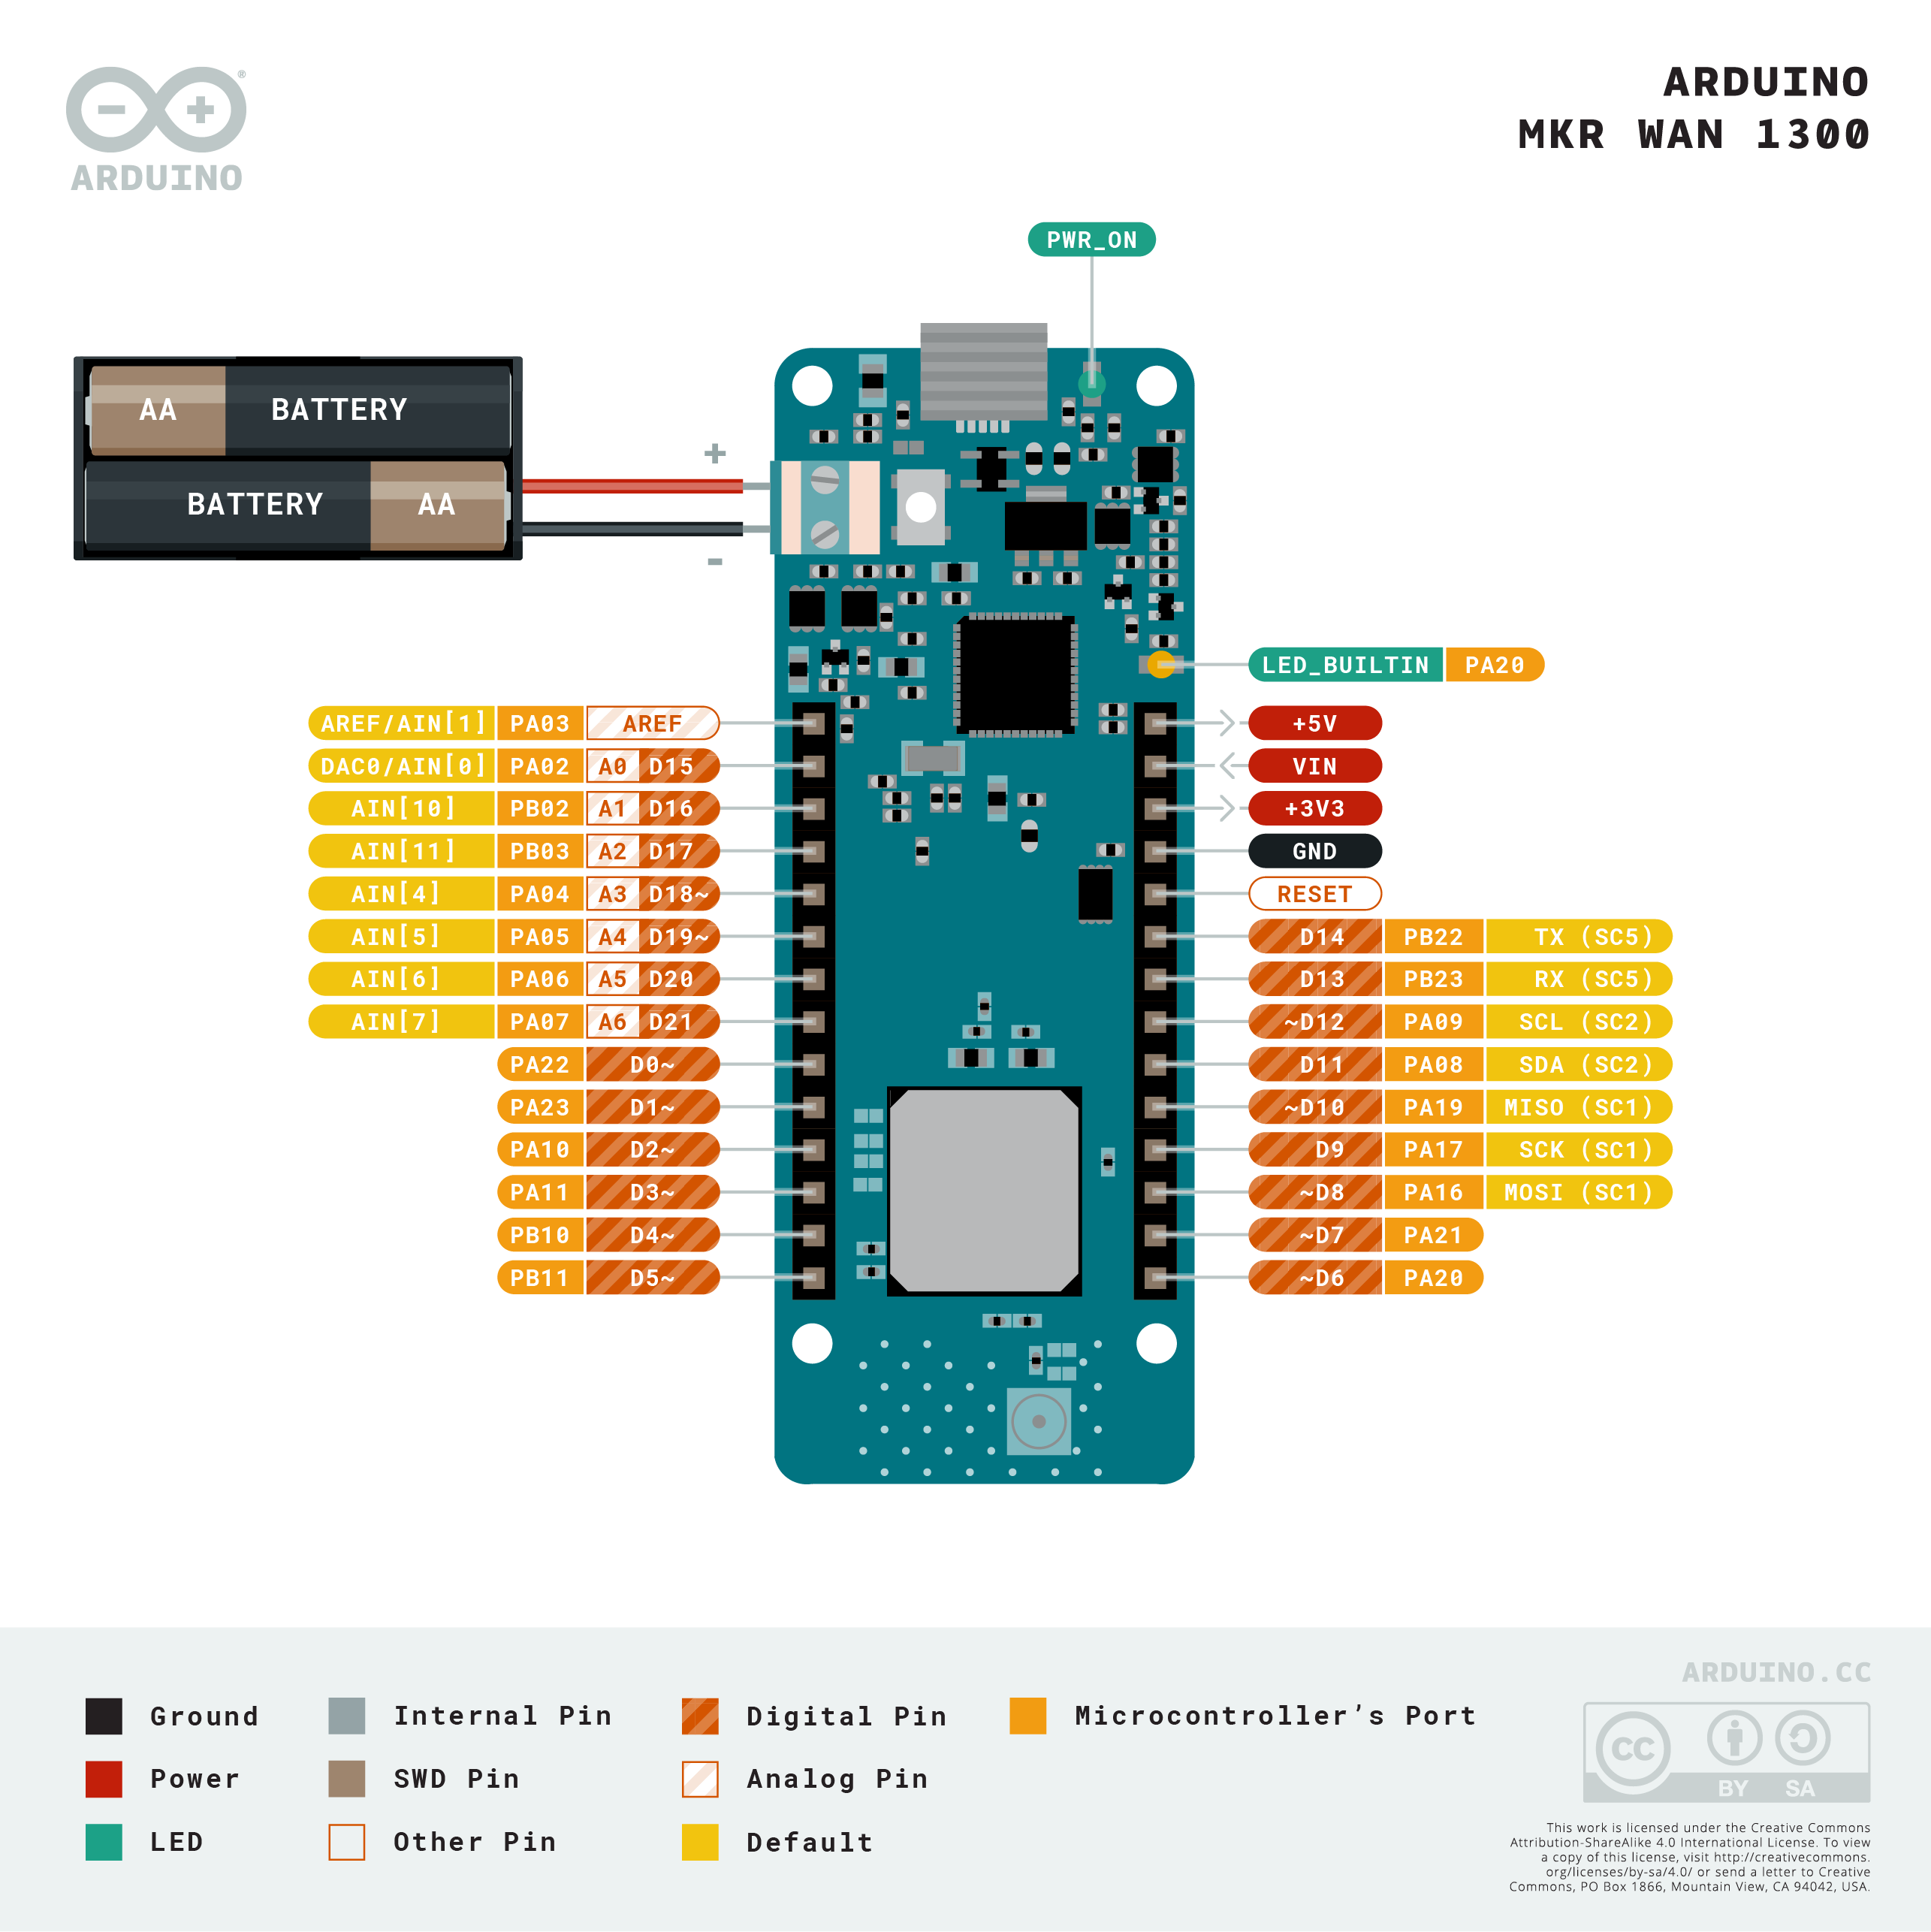 ARDUINO
MKR WAN 1300
®
ARDUINO
PWR_ON
AA BATTERY
BATTERY AA
+
-
LED_BUILTIN PA20
AREF/AIN[1] PA03 AREF
DAC0/AIN[0] PA02 A0 D15
AIN[10] PB02 A1 D16
AIN[11] PB03 A2 D17
AIN[4] PA04 A3 D18~
AIN[5] PA05 A4 D19~
AIN[6] PA06 A5 D20
AIN[7] PA07 A6 D21
PA22 D0~
PA23 D1~
PA10 D2~
PA11 D3~
PB10 D4~
PB11 D5~
+5V
VIN
+3V3
GND
RESET
D14 PB22 TX (SC5)
D13 PB23 RX (SC5)
~D12 PA09 SCL (SC2)
D11 PA08 SDA (SC2)
~D10 PA19 MISO (SC1)
D9 PA17 SCK (SC1)
~D8 PA16 MOSI (SC1)
~D7 PA21
~D6 PA20
Ground
Power
LED
Internal Pin
SWD Pin
Other Pin
Digital Pin
Analog Pin
Default
Microcontroller's Port
ARDUINO.CC
CC
BY SA
This work is licensed under the Creative Commons
Attribution-ShareAlike 4.0 International License. To view
a copy of this license, visit http://creativecommons.
org/licenses/by-sa/4.0/ or send a letter to Creative
Commons, PO Box 1866, Mountain View, CA 94042, USA.